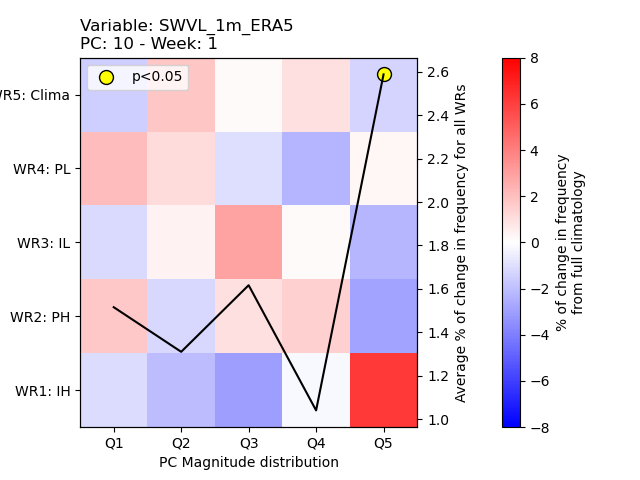 Variable: SWVL_1m_ERA5
PC: 10 - Week: 1
p<0.05
WR5: Clima
WR4: PL
WR3: IL
WR2: PH
WR1: IH
Q1 Q2 Q3 Q4 Q5
PC Magnitude distribution
2.6
2.4
2.2
2.0
1.8
1.6
1.4
1.2
1.0
Average % of change in frequency for all WRs
8
6
4
2
0
−2
−4
−6
−8
% of change in frequency
from full climatology